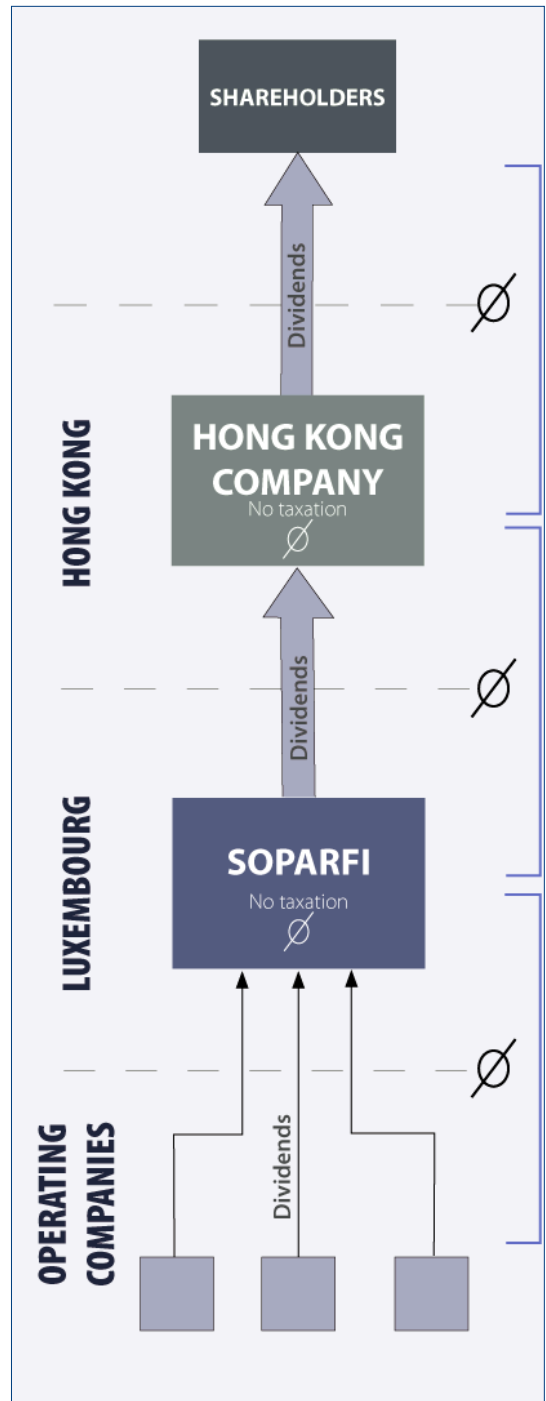 SHAREHOLDERS
Dividends
Ø
HONG KONG
HONG KONG
COMPANY
No taxation
Ø
Dividends
Ø
LUXEMBOURG
SOPARFI
No taxation
Ø
Ø
OPERATING
COMPANIES
Dividends